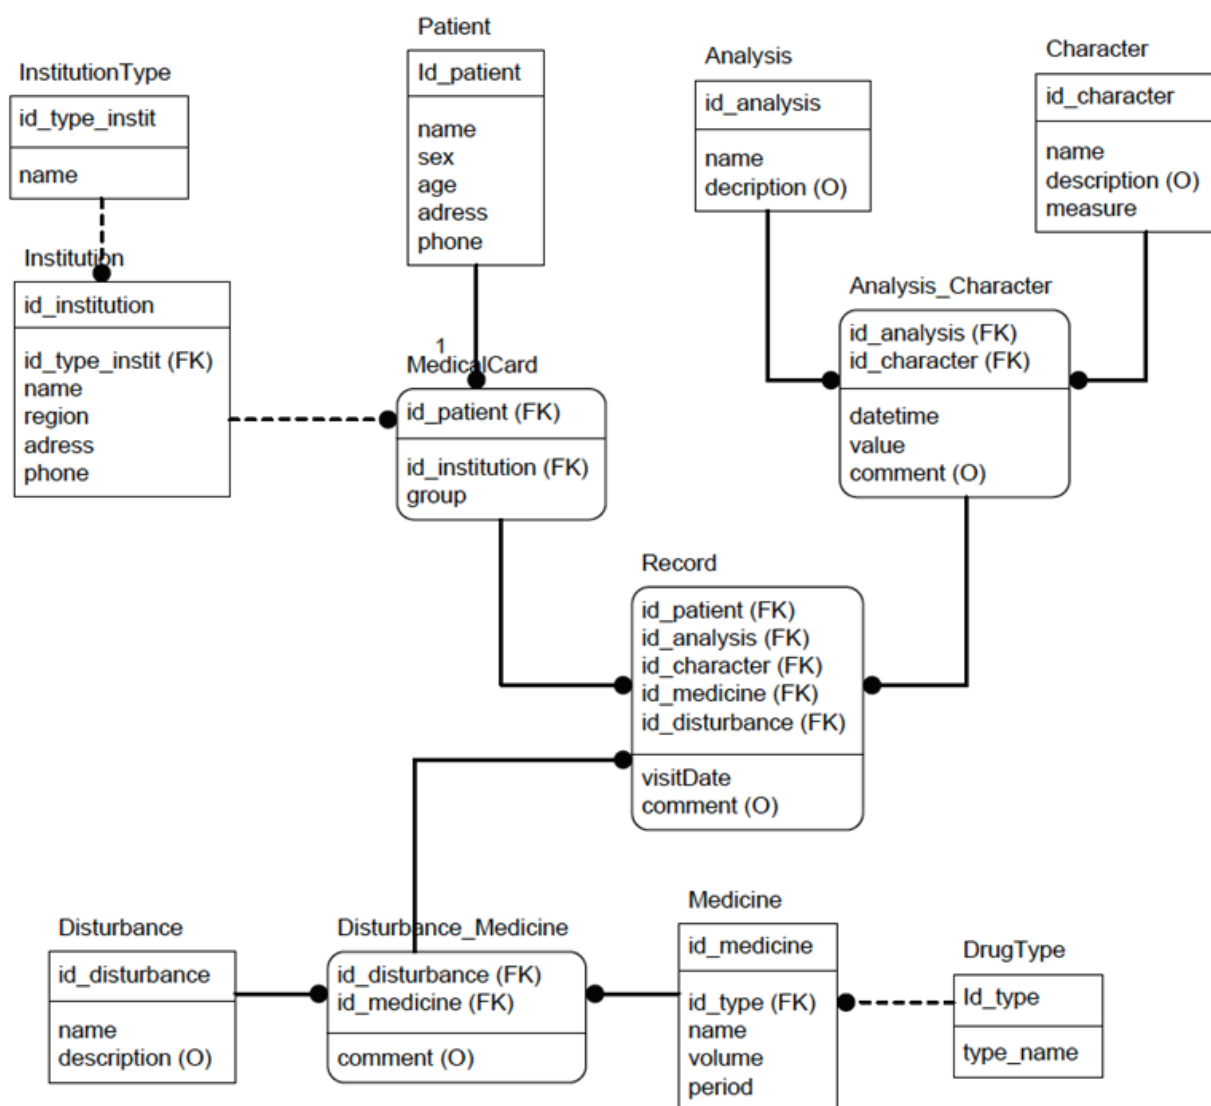 Patient
Id_patient
name
sex
age
adress
phone
InstitutionType
id_type_instit
name
Institution
id_institution
id_type_instit (FK)
name
region
adress
phone
1
MedicalCard
id_patient (FK)
id_institution (FK)
group
Analysis
id_analysis
name
decription (O)
Character
id_character
name
description (O)
measure
Analysis_Character
id_analysis (FK)
id_character (FK)
datetime
value
comment (O)
Record
id_patient (FK)
id_analysis (FK)
id_character (FK)
id_medicine (FK)
id_disturbance (FK)
visitDate
comment (O)
Disturbance
id_disturbance
name
description (O)
Disturbance_Medicine
id_disturbance (FK)
id_medicine (FK)
comment (O)
Medicine
id_medicine
id_type (FK)
name
volume
period
DrugType
Id_type
type_name